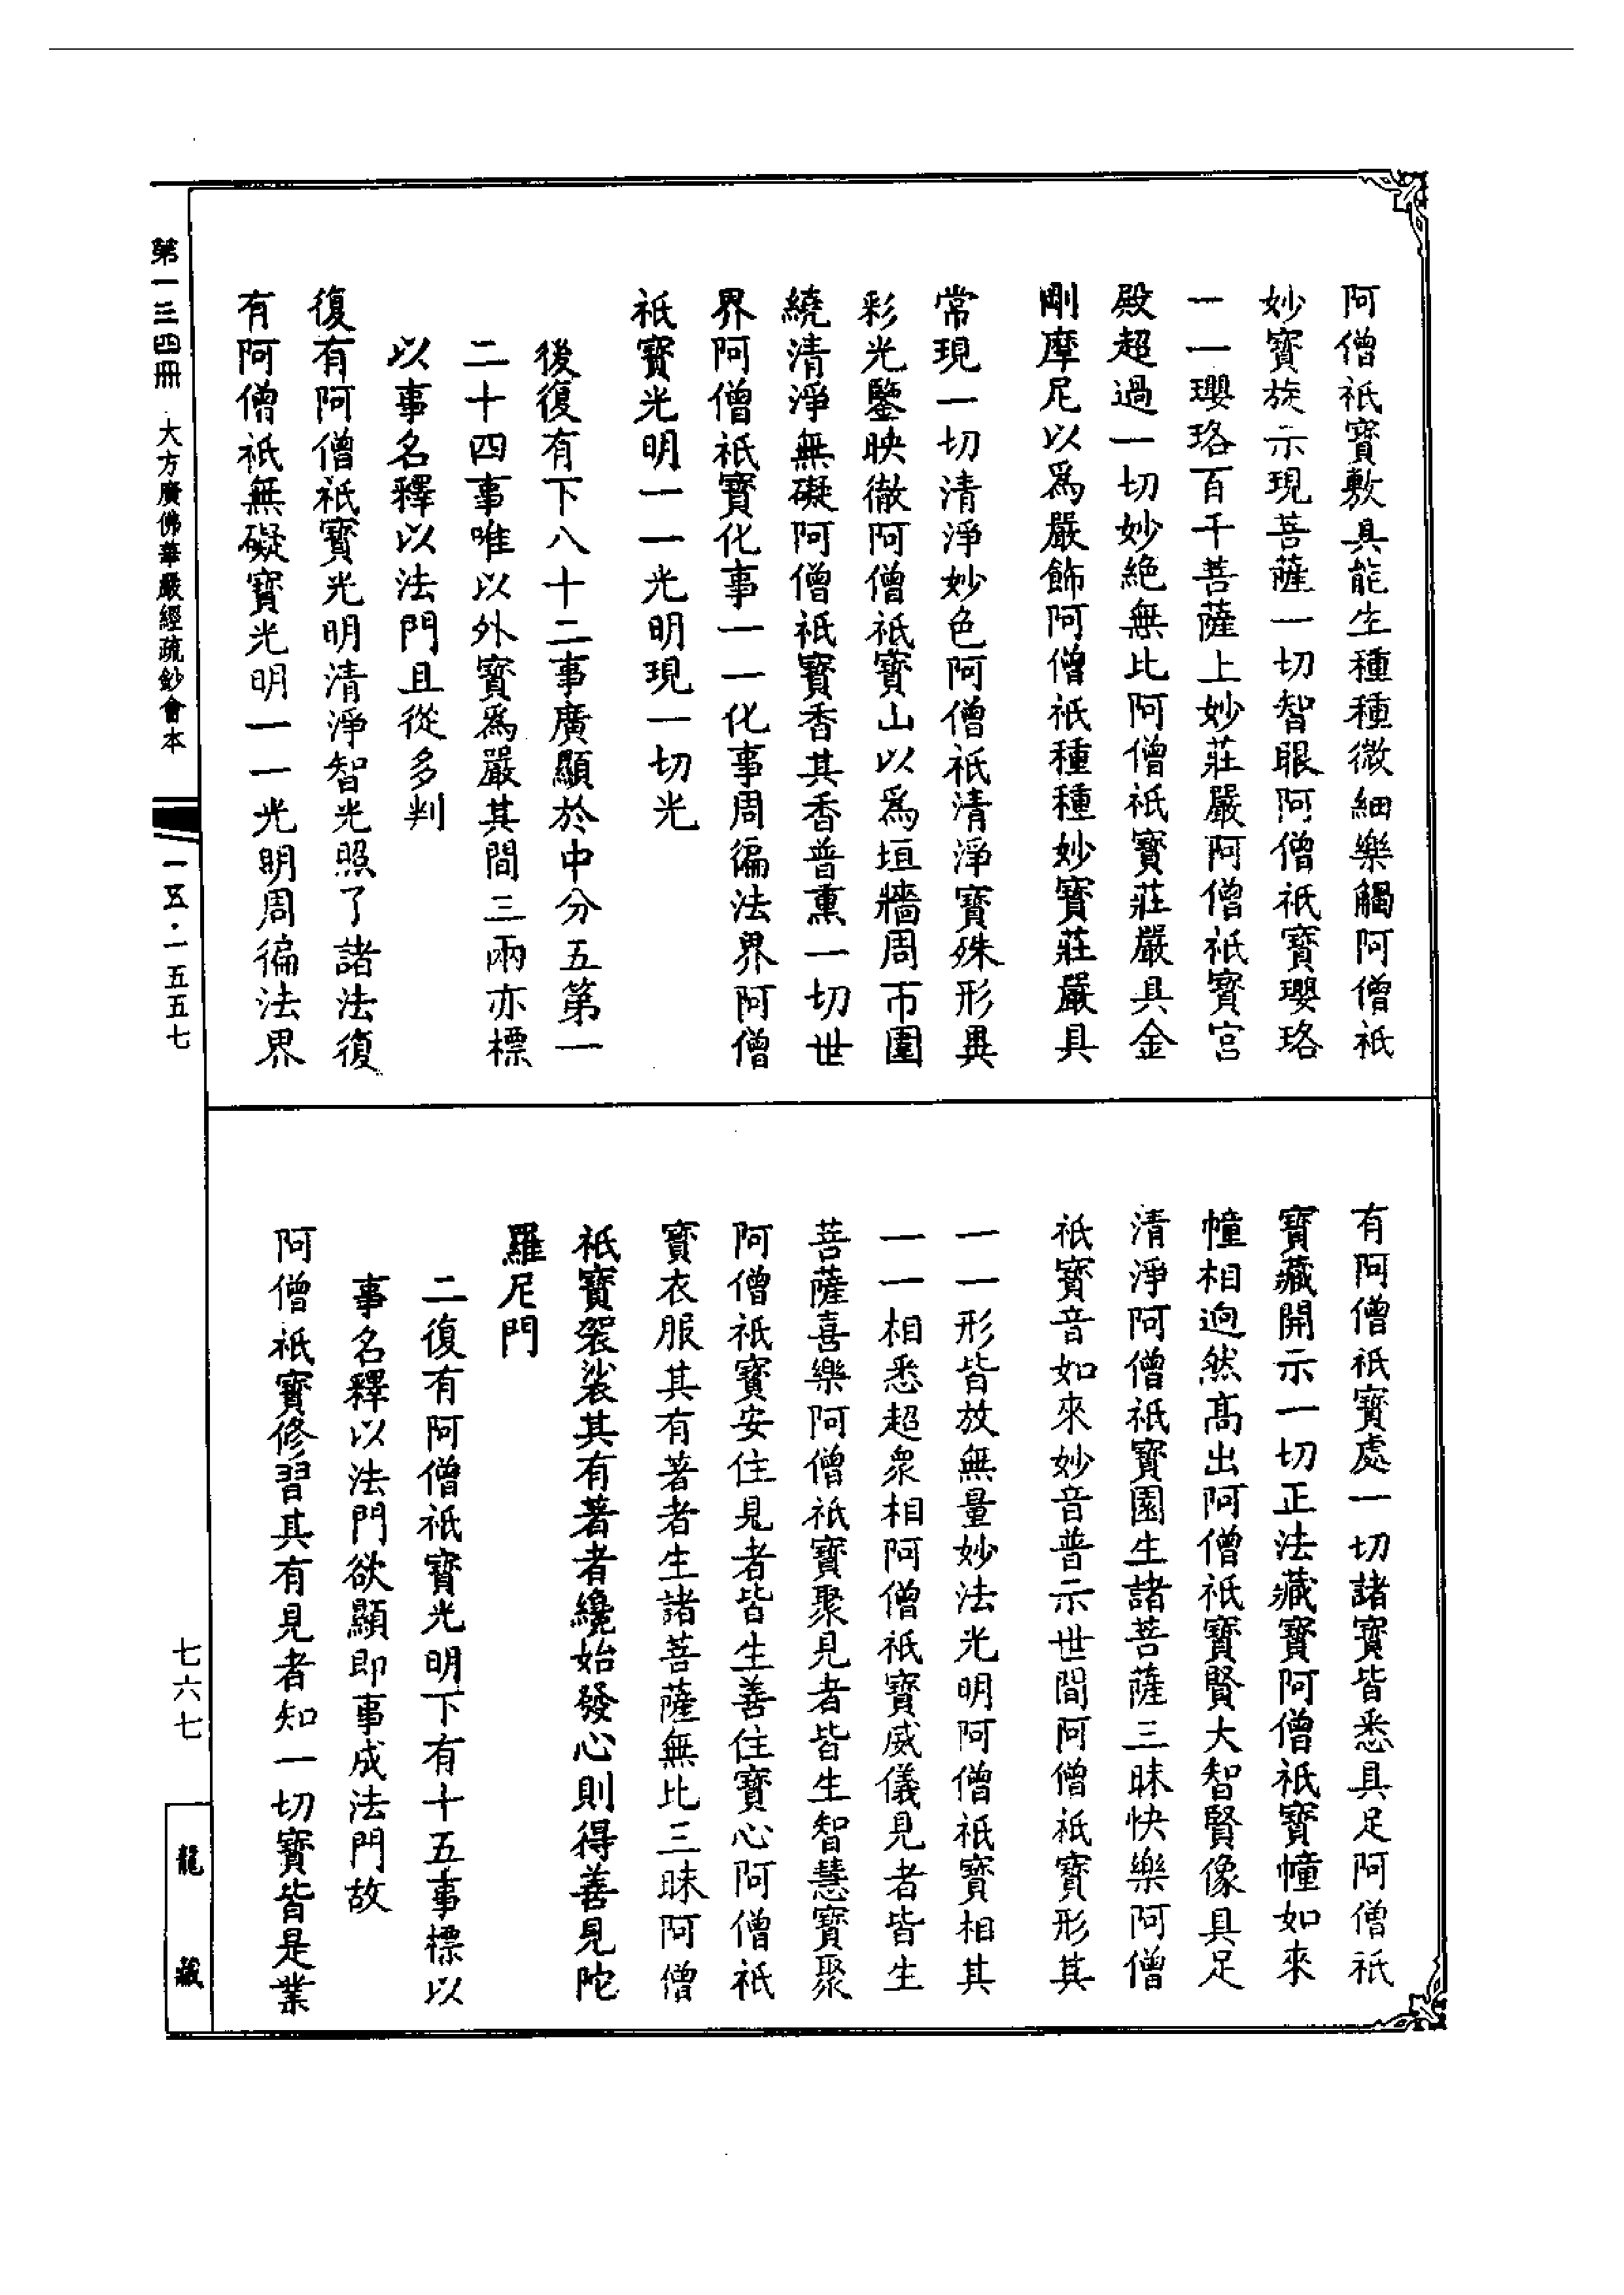 阿僧祇寶敷具能生種種微細樂觸阿僧祇
妙寶旋示現菩薩一切智眼阿僧祇寶瓔珞
一一瓔珞百千菩薩上妙莊嚴阿僧祇寶宮
殿超過一切妙絶無比阿僧祇寶莊嚴具金
剛摩尼以爲嚴飾阿僧祇種種妙寶莊嚴具
常現一切清淨妙色阿僧祇清淨寶殊形異
彩光鑒映徹阿僧祇寶山以爲垣牆周帀圍
繞清淨無礙阿僧祇寶香其香普熏一切世
界阿僧祇寶化事一一化事周徧法界阿僧
祇寶光明一一光明現一切光
後復有下八十二事廣顯於中分五第一
二十四事唯以外寶爲嚴其間三兩亦標
以事名釋以法門且從多判
復有阿僧祇寶光明清淨智光照了諸法復
有阿僧祇無礙寶光明一一光明周徧法界
有阿僧祇寶處一切諸寶皆悉具足阿僧祇
寶藏開示一切正法藏寶阿僧祇寶幢如來
幢相逈然高出阿僧祇寶賢大智賢像具足
清淨阿僧祇寶園生諸菩薩三昧快樂阿僧
祇寶音如來妙音普示世間阿僧祇寶形其
一一形皆放無量妙法光明阿僧祇寶相其
一一相悉超衆相阿僧祇寶威儀見者皆生
菩薩喜樂阿僧祇寶聚見者皆生智慧寶聚
阿僧祇寶安住見者皆生善住寶心阿僧祇
寶衣服其有著者生諸菩薩無比三昧阿僧
祇寶袈裟其有著者纔始發心則得善見陀
羅尼門
二復有阿僧祇寶光明下有十五事標以
事名釋以法門欲顯即事成法門故
阿僧祇寶修習其有見者知一切寶皆是業
第一三四冊 大方廣佛華嚴經疏鈔會本
一五·一五五七
七六七
龍藏